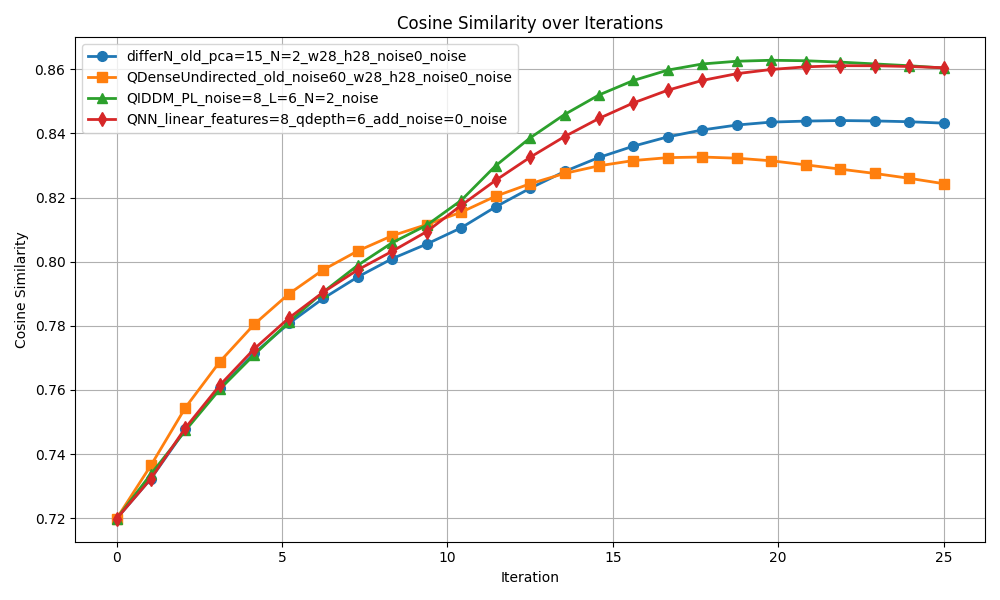 Cosine Similarity over Iterations
differN_old_pca=15_N=2_w28_h28_noise0_noise
QDenseUndirected_old_noise60_w28_h28_noise0_noise
QIDDM_PL_noise=8_L=6_N=2_noise
QNN_linear_features=8_qdepth=6_add_noise=0_noise
Cosine Similarity
0.86
0.84
0.82
0.80
0.78
0.76
0.74
0.72
0
5
10
15
20
25
Iteration